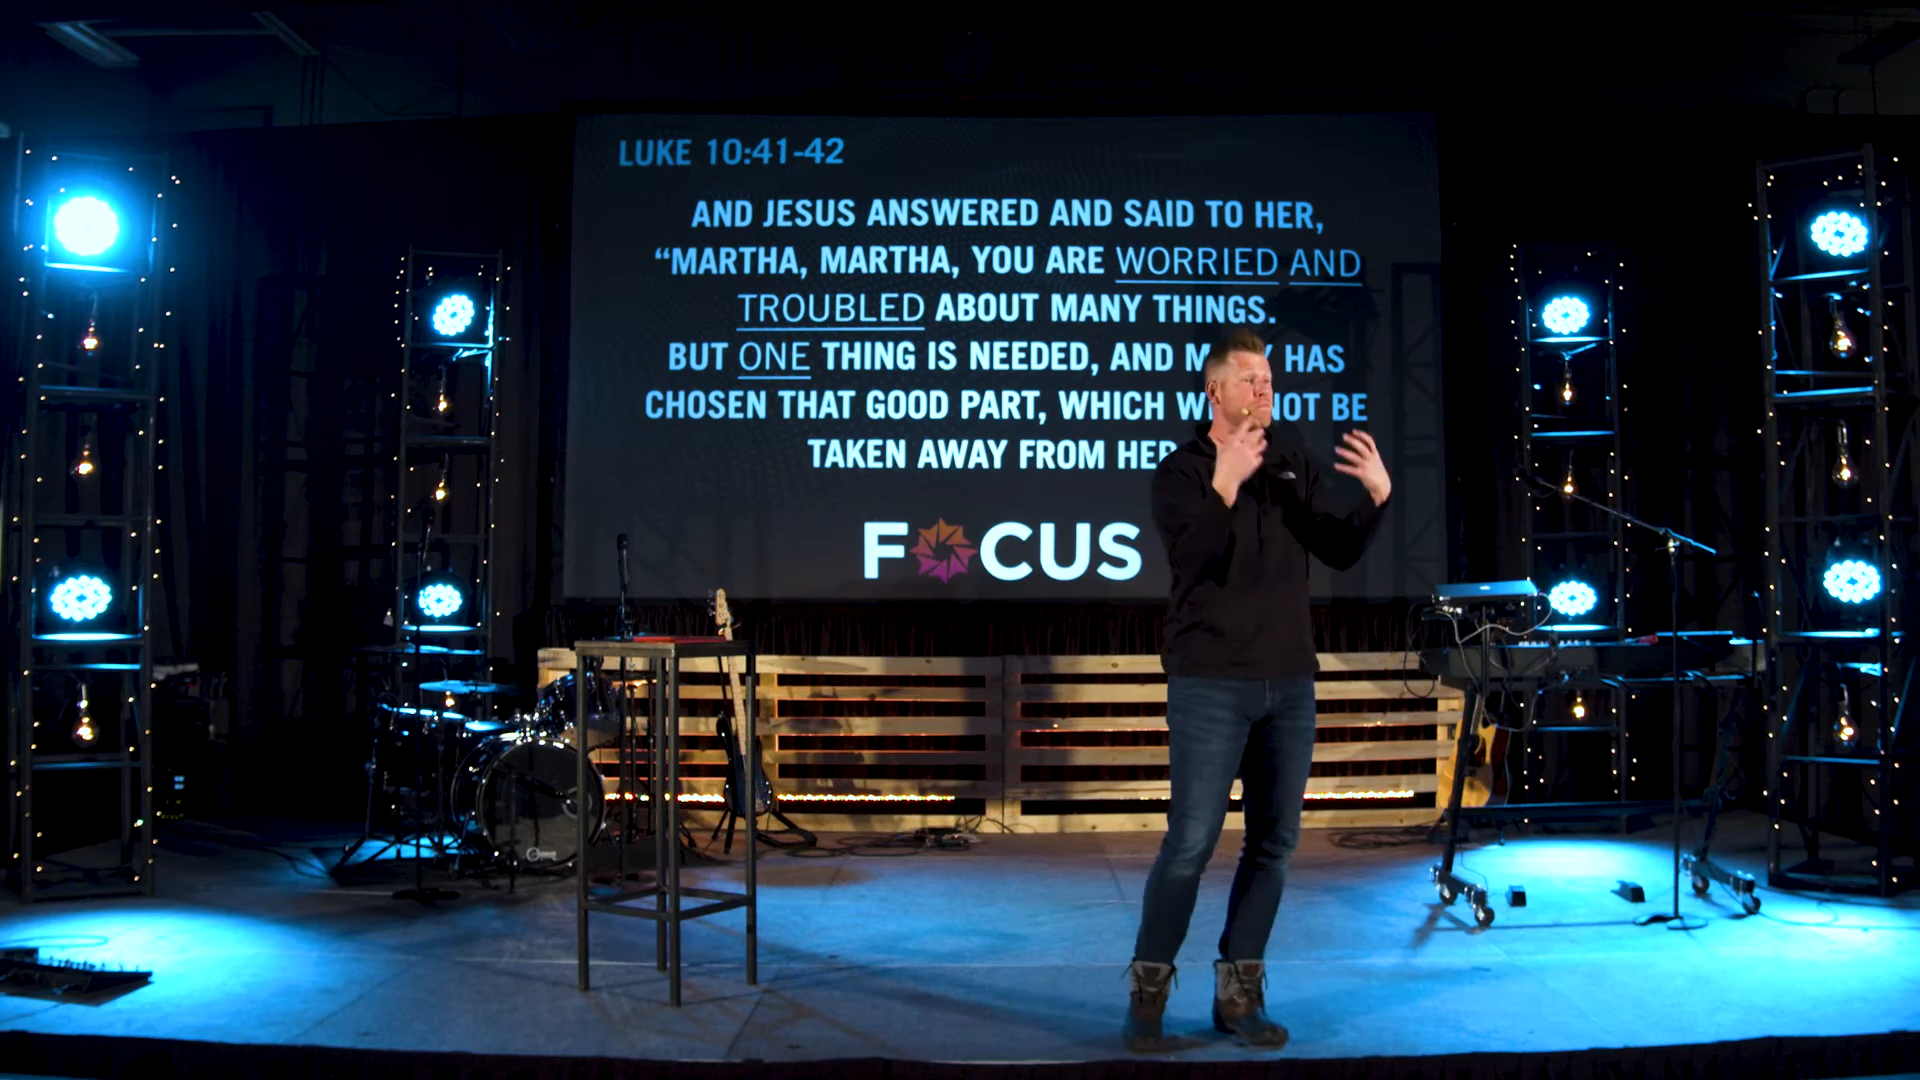 LUKE 10:41-42
AND JESUS ANSWERED AND SAID TO HER,
“MARTHA, MARTHA, YOU ARE WORRIED AND
TROUBLED ABOUT MANY THINGS.
BUT ONE THING IS NEEDED, AND HAS
CHOSEN THAT GOOD PART, WHICH NOT BE
TAKEN AWAY FROM HER
FOCUS